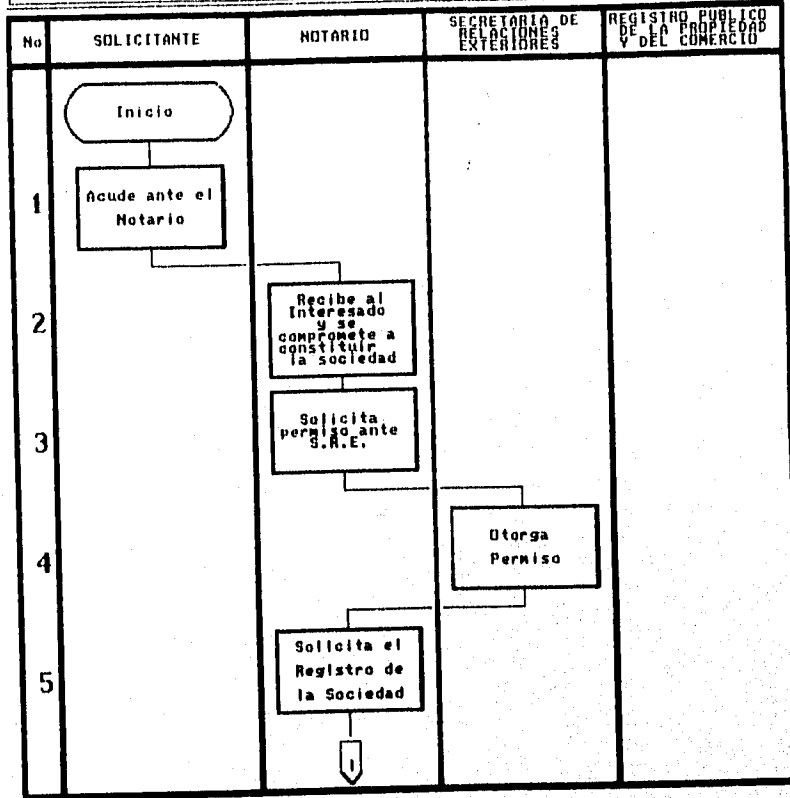 No
SOLICITANTE
NOTARIO
SECRETARIA DE
RELACIONES
EXTERIORES
REGISTRO PUBLICO
DE LA PROPIEDAD
Y DEL COMERCIO
Inicio
1
Acude ante el
Notario
2
Recibe al
Interesado
y se
compromete a
constituir
la sociedad
3
Solicita
permiso ante
S.R.E.
4
Otorga
Permiso
5
Solicita el
Registro de
la Sociedad
1